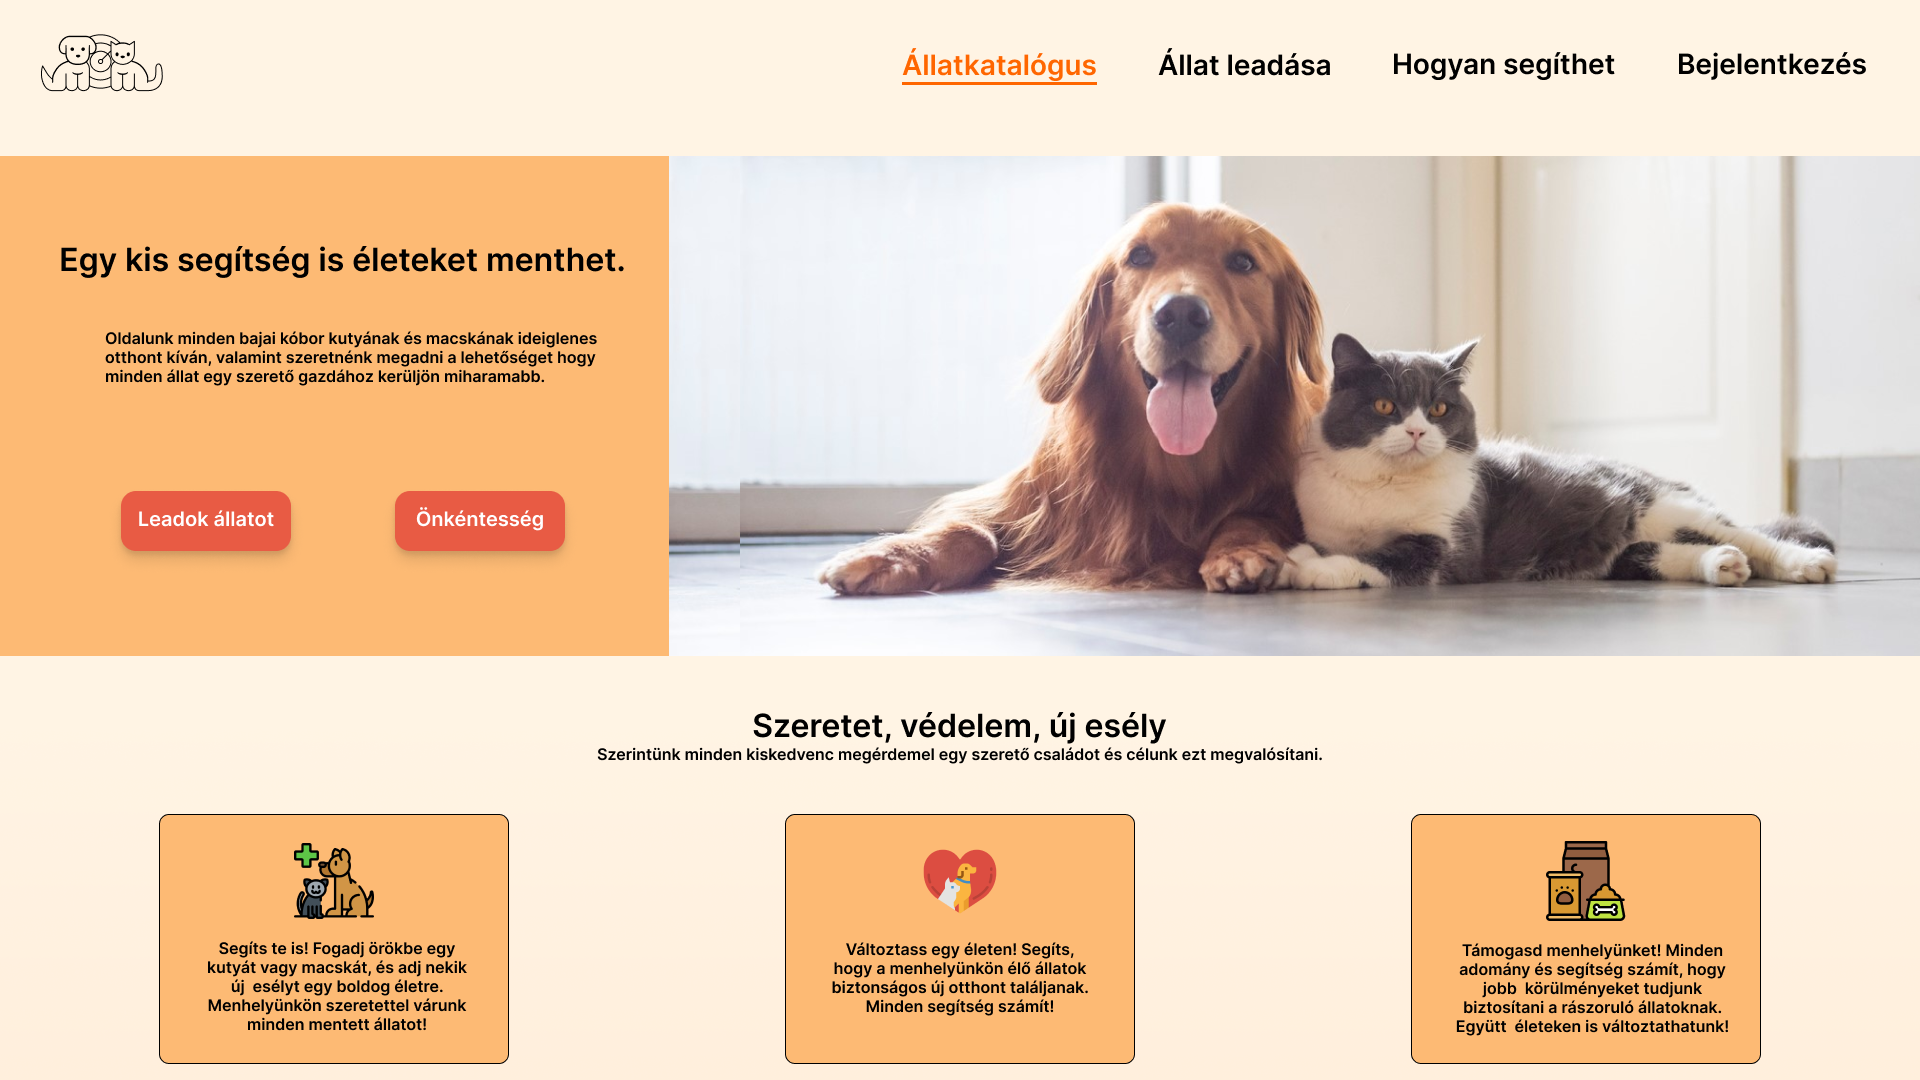 Állatkatalógus
Állat leadása
Hogyan segíthet
Bejelentkezés
Egy kis segítség is életeket menthet.
Oldalunk minden bajai kóbor kutyának és macskának ideiglenes
otthont kíván, valamint szeretnénk megadni a lehetőséget hogy
minden állat egy szerető gazdához kerüljön miharamabb.
Leadok állatot
Önkéntesség
Szeretet, védelem, új esély
Szerintünk minden kiskedvenc megérdemel egy szerető családot és célunk ezt megvalósítani.
Segíts te is! Fogadj örökbe egy
kutyát vagy macskát, és adj nekik
új  esélyt egy boldog életre.
Menhelyünkön szeretettel várunk
minden mentett állatot!
Változtass egy életen! Segíts,
hogy a menhelyünkön élő állatok
biztonságos új otthont találjanak.
Minden segítség számít!
Támogasd menhelyünket! Minden
adomány és segítség számít, hogy
jobb  körülményeket tudjunk
biztosítani a rászoruló állatoknak.
Együtt  életeken is változtathatunk!